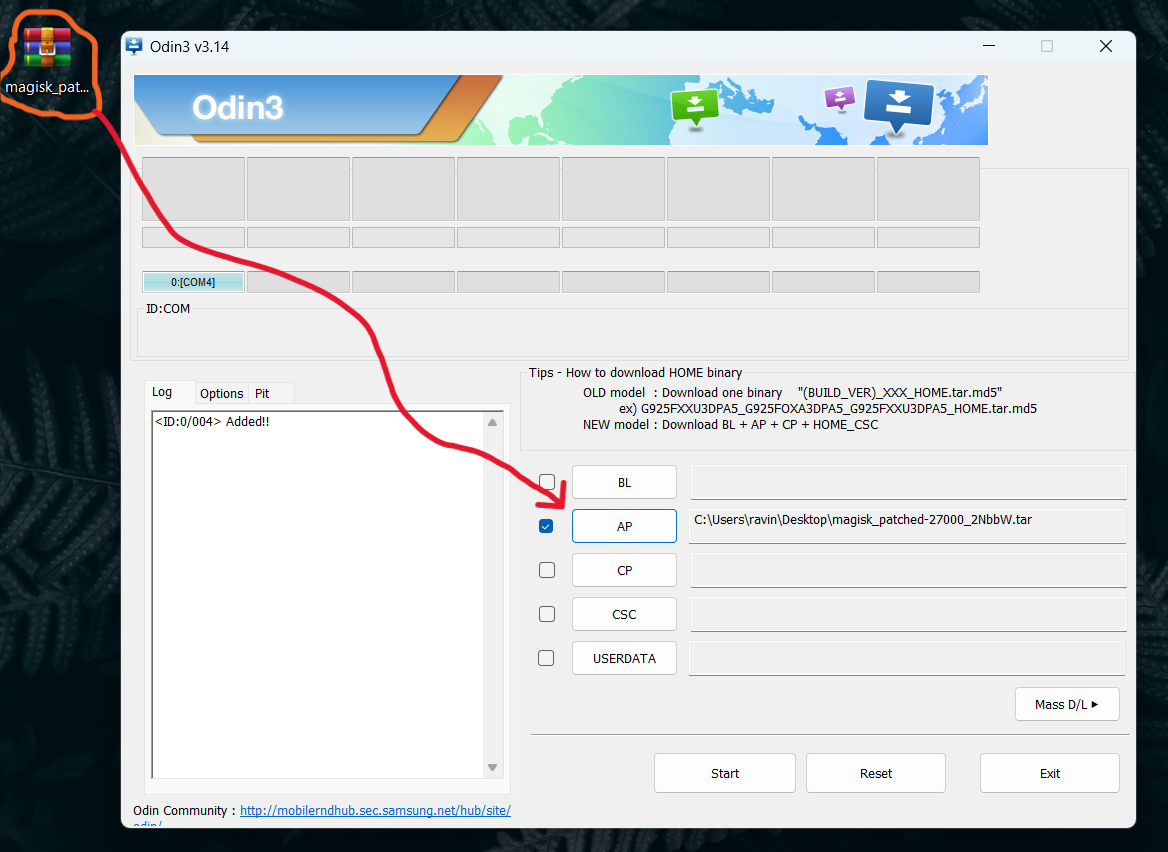 magisk_pat...
Odin3 v3.14
Odin3
0:[COM4]
ID:COM
Log
Options
Pit
<ID:0/004> Added!!
Tips - How to download HOME binary
OLD model : Download one binary "(BUILD_VER)_XXX_HOME.tar.md5"
ex) G925FXXU3DPA5_G925FOXA3DPA5_G925FXXU3DPA5_HOME.tar.md5
NEW model : Download BL + AP + CP + HOME_CSC
BL
AP
C:\Users\ravin\Desktop\magisk_patched-27000_2NbbW.tar
CP
CSC
USERDATA
Mass D/L
Start
Reset
Exit
Odin Community : http://mobilerndhub.sec.samsung.net/hub/site/
odin/